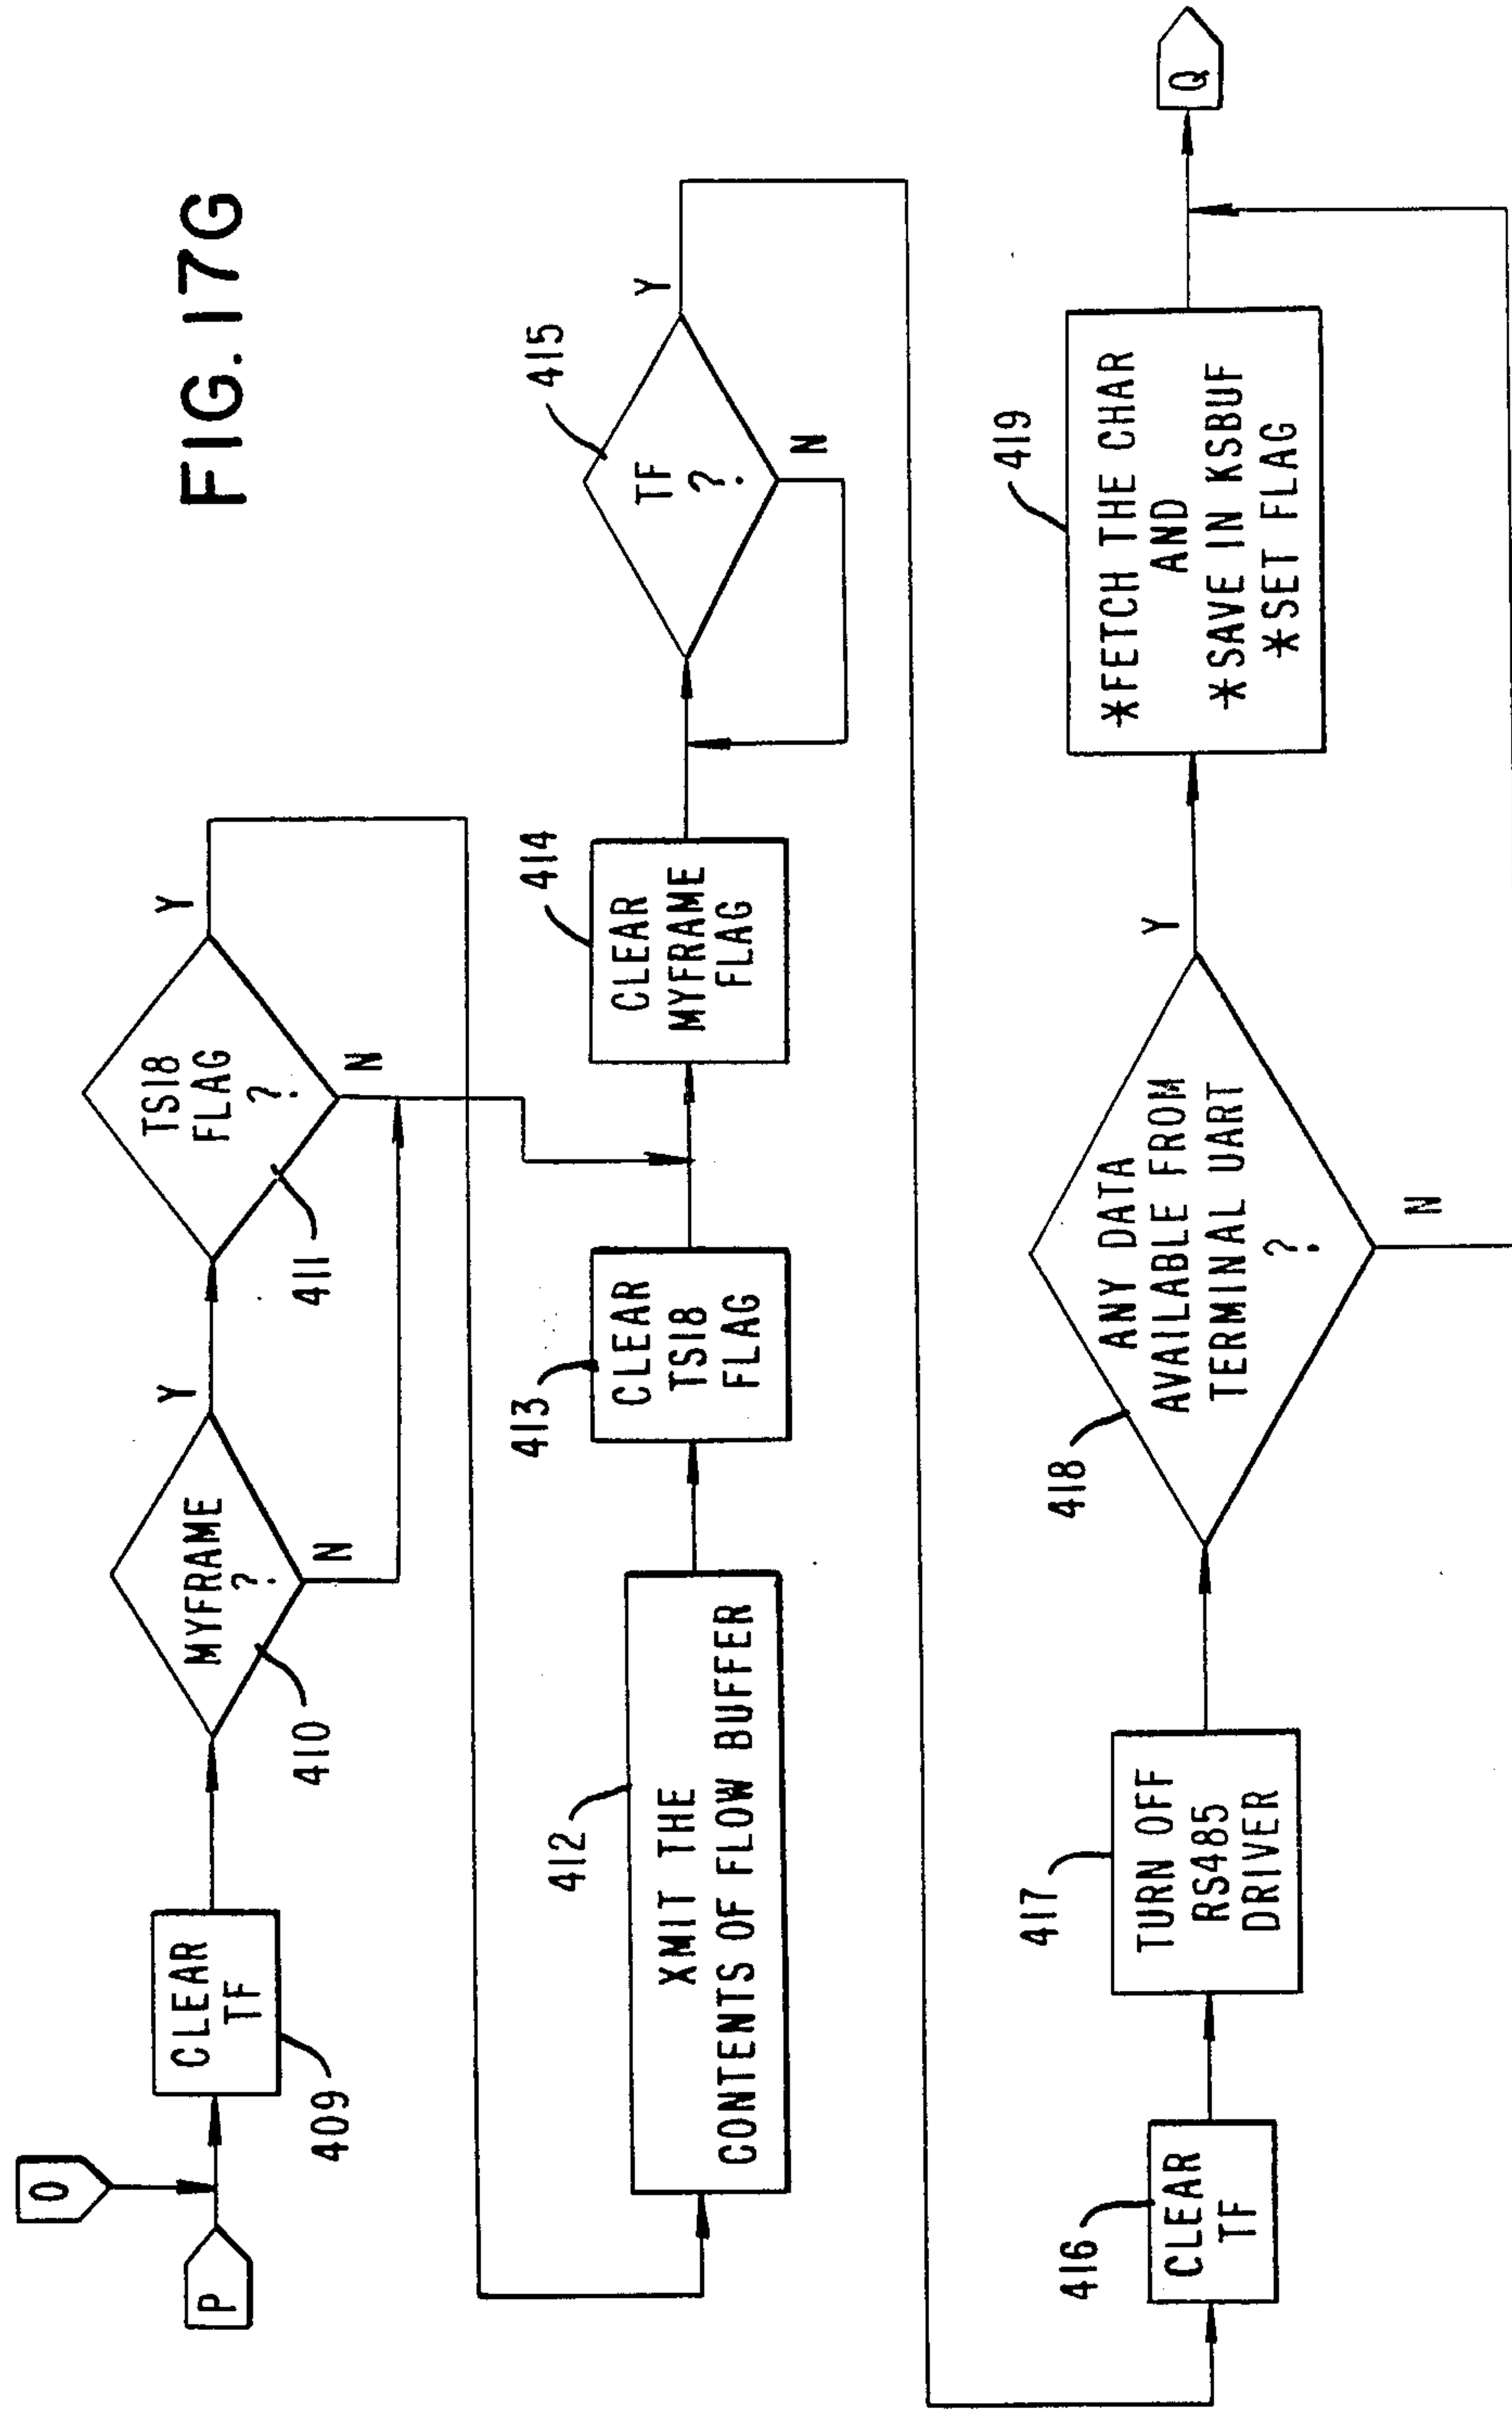 FIG. 17G
O
P
CLEAR
TF
409
MYFRAME
?
410
Y
N
TS18
FLAG
?
411
Y
N
XMIT THE
CONTENTS OF FLOW BUFFER
412
CLEAR
TS18
FLAG
413
CLEAR
MYFRAME
FLAG
414
TF
?
415
Y
N
CLEAR
TF
416
TURN OFF
RS485
DRIVER
417
ANY DATA
AVAILABLE FROM
TERMINAL UART
?
418
Y
N
*FETCH THE CHAR
AND
*SAVE IN KSBUF
*SET FLAG
419
Q